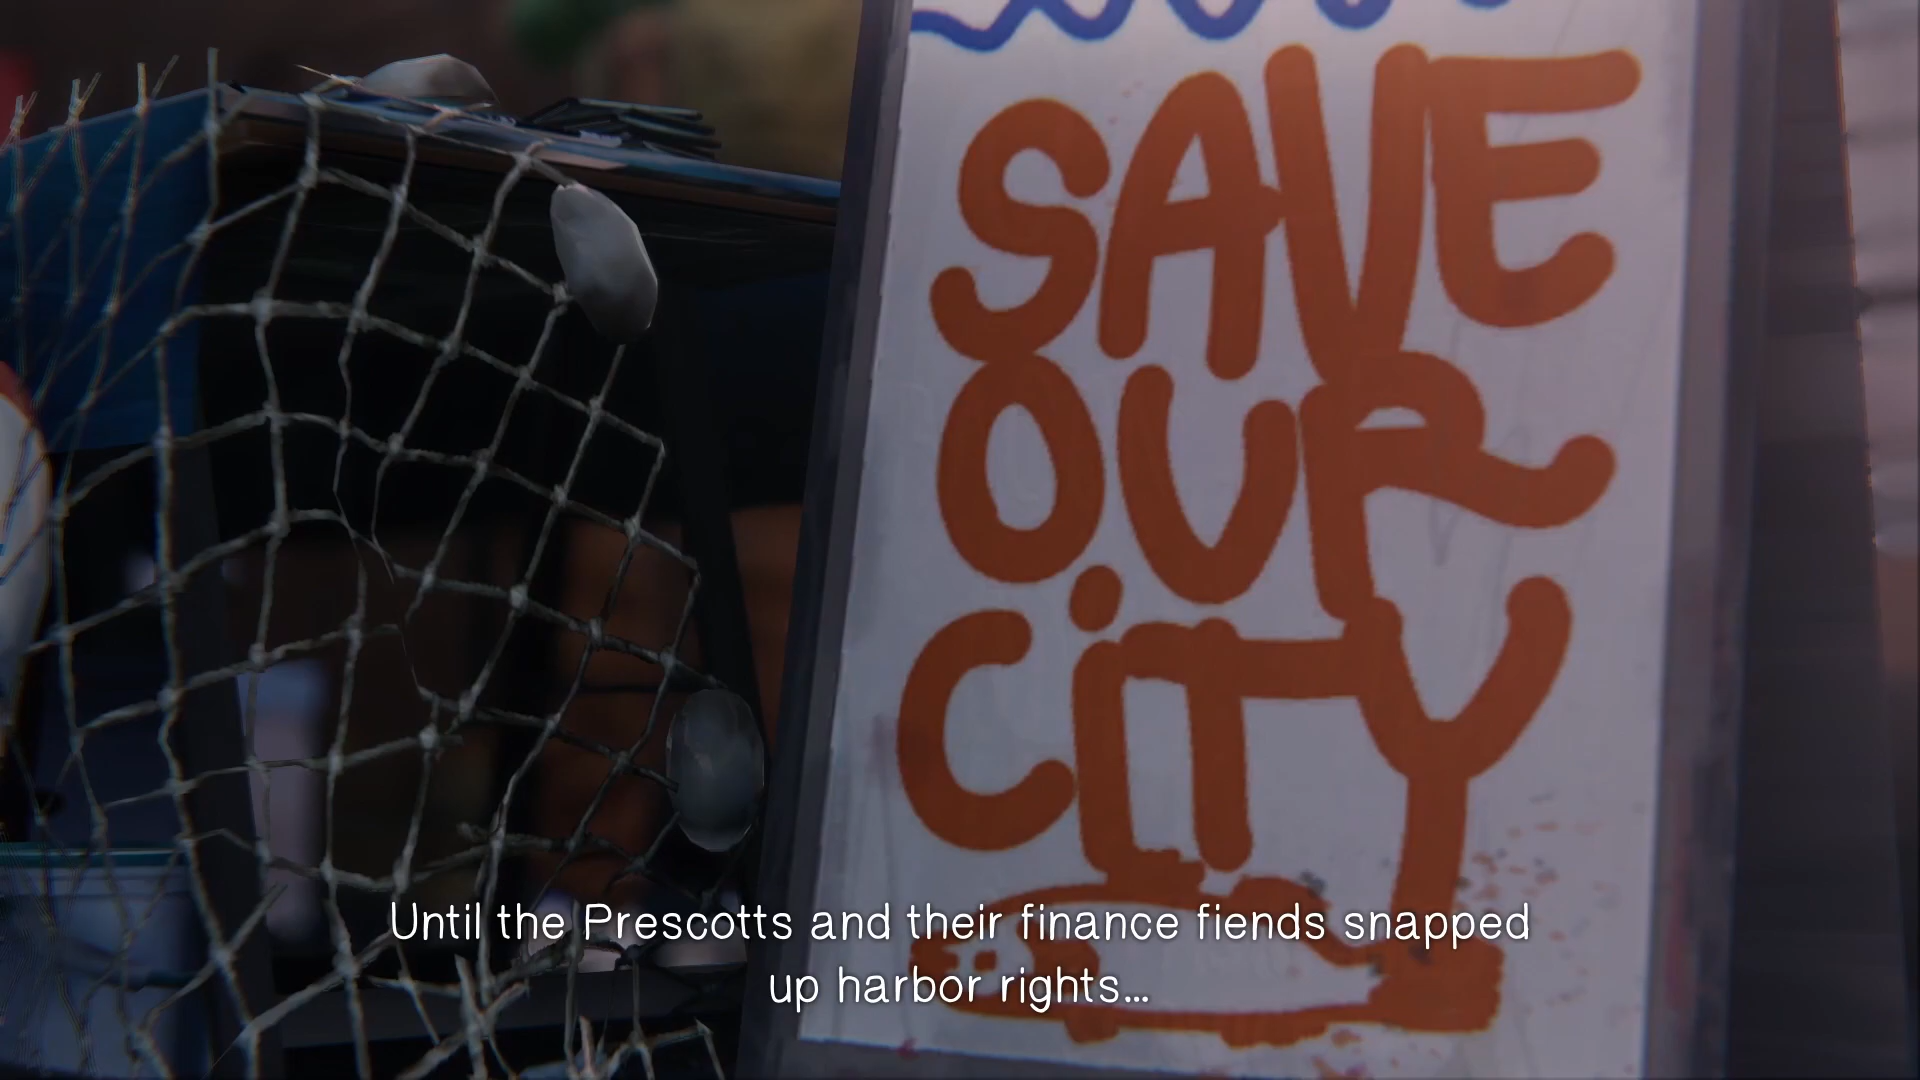 SAVE
OUR
CiTY
Until the Prescotts and their finance fiends snapped
up harbor rights...